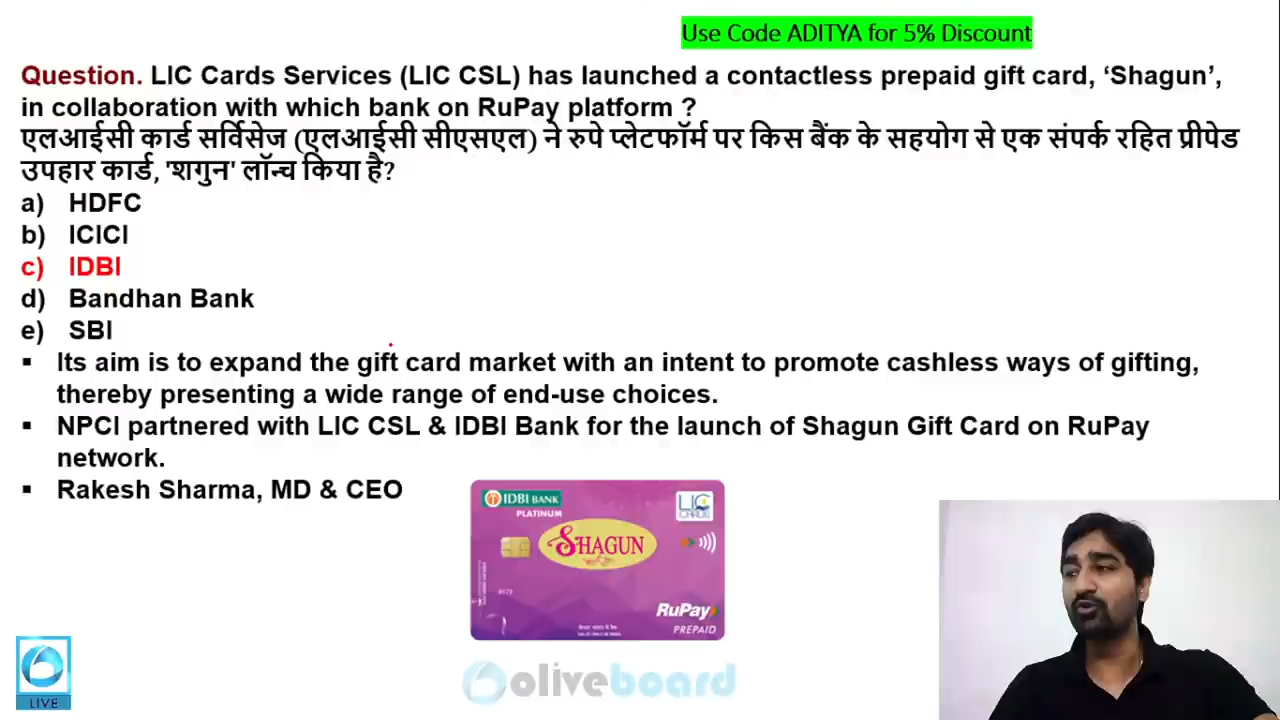 Use Code ADITYA for 5% Discount
Question. LIC Cards Services (LIC CSL) has launched a contactless prepaid gift card, ‘Shagun’,
in collaboration with which bank on RuPay platform ?
एलआईसी कार्ड सर्विसेज (एलआईसी सीएसएल) ने रुपे प्लेटफॉर्म पर किस बैंक के सहयोग से एक संपर्क रहित प्रीपेड
उपहार कार्ड, 'शगुन' लॉन्च किया है?
a) HDFC
b) ICICI
c) IDBI
d) Bandhan Bank
e) SBI
▪ Its aim is to expand the gift card market with an intent to promote cashless ways of gifting,
thereby presenting a wide range of end-use choices.
▪ NPCI partnered with LIC CSL & IDBI Bank for the launch of Shagun Gift Card on RuPay
network.
▪ Rakesh Sharma, MD & CEO
IDBI BANK
PLATINUM
LIC
CARDS
SHAGUN
RuPay
PREPAID
LIVE
oliveboard